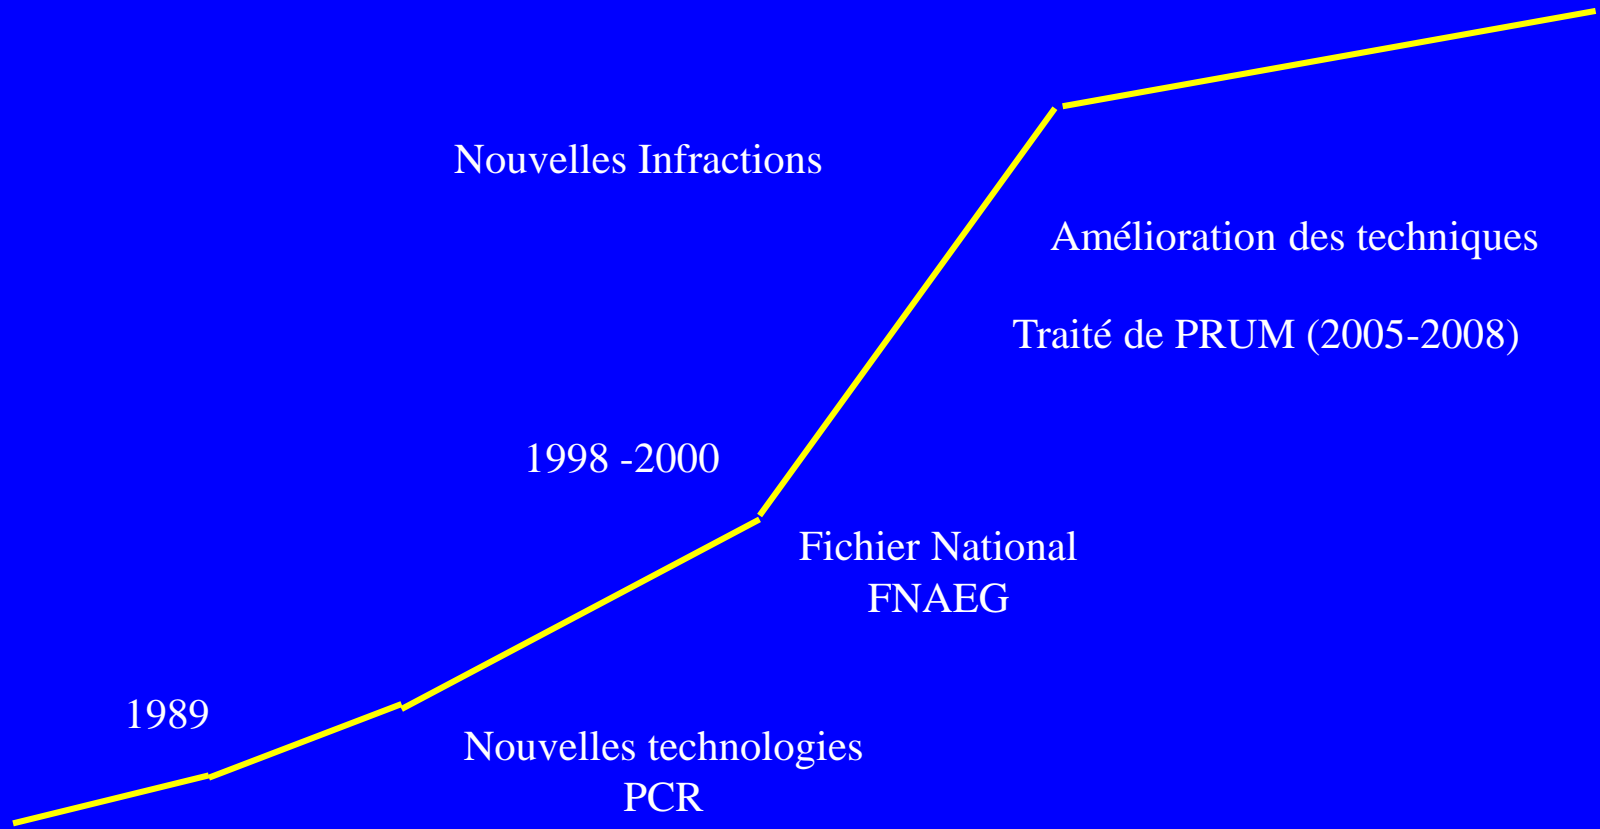 Nouvelles Infractions
Amélioration des techniques
Traité de PRUM (2005-2008)
1998 -2000
Fichier National
FNAEG
1989
Nouvelles technologies
PCR